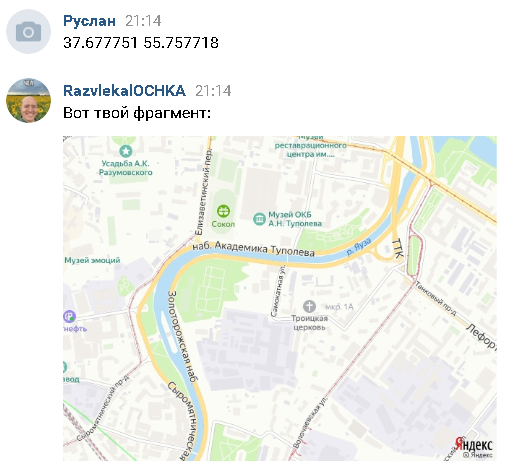 Руслан 21:14
37.677751 55.757718
RazvlekalOCHKA 21:14
Вот твой фрагмент:
Музей
реставрационного
центра им....
Усадьба А.К.
Разумовского
Елизаветинский пер.
Сокол
Музей ОКБ
А.Н. Туполева
наб. Академика Туполева
р. Яуза
ТТК
Музей эмоций
Самокатная ул.
Танковый пр-д
Золоторожская наб
Троицкая
церковь
мкр. 1А
нефть
Лефорт
вод
Сыромятнический пр-д
Сыромятническая
Волочаевская ул.
Яндекс
© Яндекс